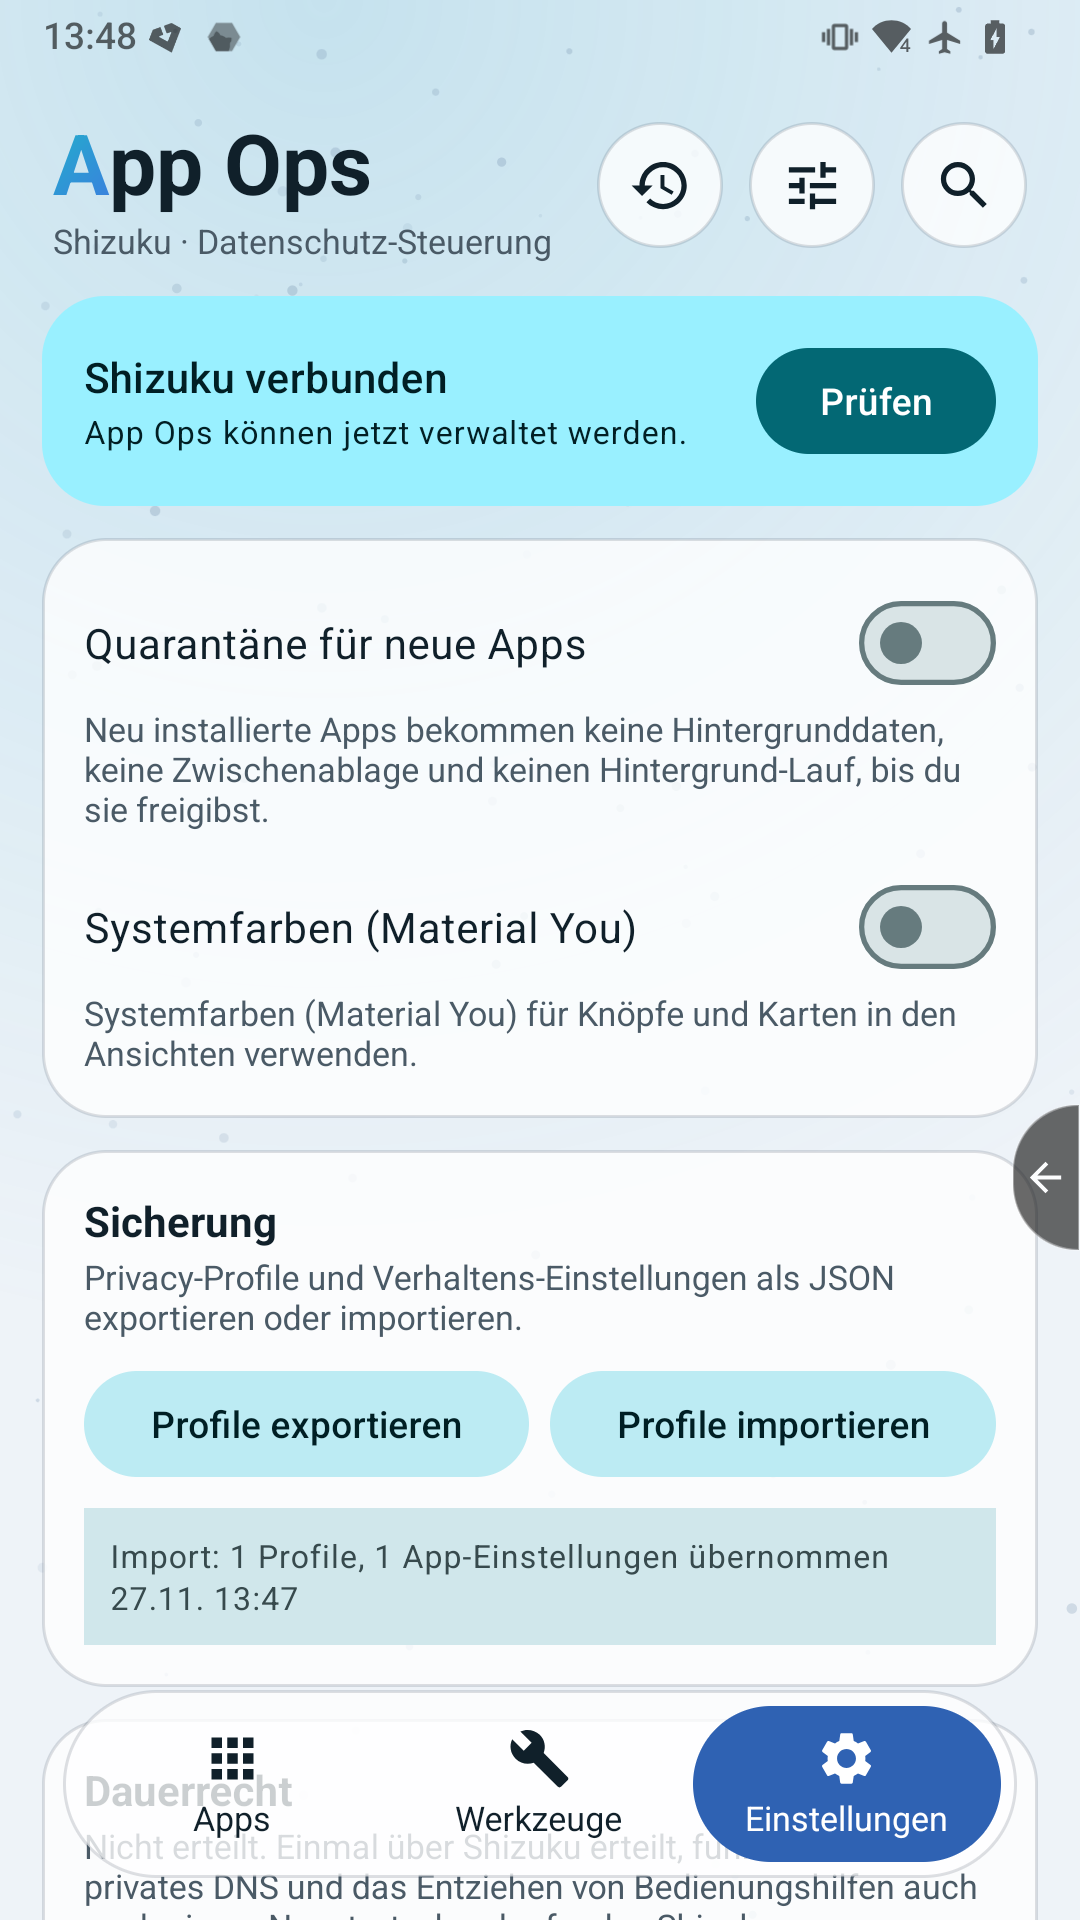 13:48
4
App Ops
Shizuku · Datenschutz-Steuerung
Shizuku verbunden
App Ops können jetzt verwaltet werden.
Prüfen
Quarantäne für neue Apps
Neu installierte Apps bekommen keine Hintergrunddaten,
keine Zwischenablage und keinen Hintergrund-Lauf, bis du
sie freigibst.
Systemfarben (Material You)
Systemfarben (Material You) für Knöpfe und Karten in den
Ansichten verwenden.
Sicherung
Privacy-Profile und Verhaltens-Einstellungen als JSON
exportieren oder importieren.
Profile exportieren
Profile importieren
Import: 1 Profile, 1 App-Einstellungen übernommen
27.11. 13:47
Dauerrecht
Nicht erteilt. Einmal über Shizuku erteilt,
privates DNS und das Entziehen von Bedienungshilfen auch
Apps
Werkzeuge
Einstellungen